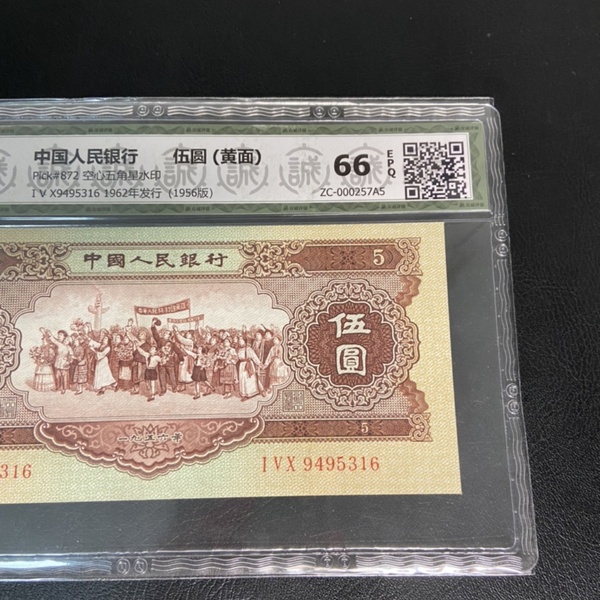 中国人民银行 伍圆 (黄面)
Pick#872 空心五角星水印
I V X9495316 1962年发行 (1956版)
66 EPQ
ZC-000257A5
中國人民銀行
5
伍圓
一九五六年
5
316
I V X 9495316